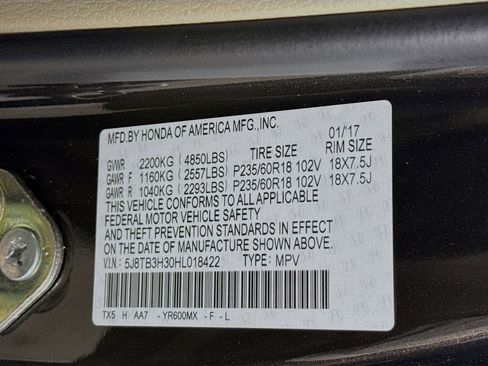 MFD.BY HONDA OF AMERICA MFG.,INC. 01/17
GVWR 2200KG (4850LBS) TIRE SIZE RIM SIZE
GAWR F 1160KG (2557LBS) P235/60R18 102V 18X7.5J
GAWR R 1040KG (2293LBS) P235/60R18 102V 18X7.5J
THIS VEHICLE CONFORMS TO ALL APPLICABLE
FEDERAL MOTOR VEHICLE SAFETY
AND THEFT PREVENTION STANDARDS IN EFFECT
ON THE DATE OF MANUFACTURE SHOWN ABOVE.
V.I.N.: 5J8TB3H30HL018422 TYPE: MPV
TX5 H AA7 -YR600MX -F -L